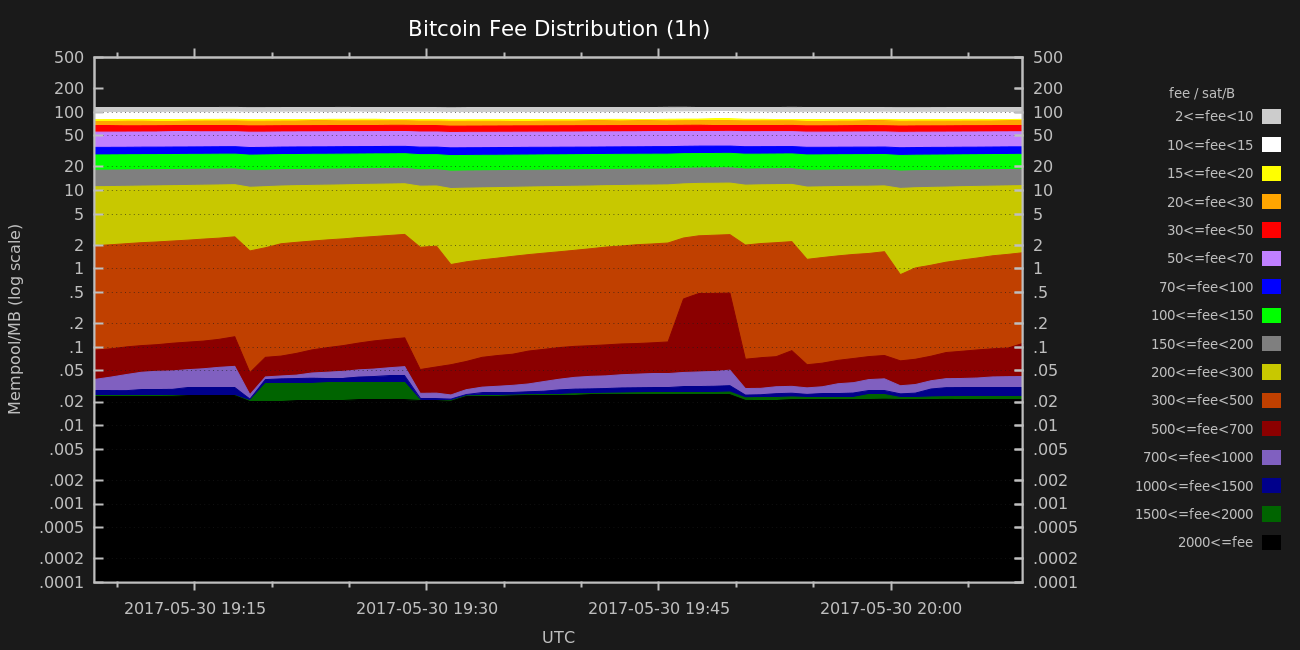 Bitcoin Fee Distribution (1h)
500
200
100
50
20
10
5
2
1
.5
.2
.1
.05
.02
.01
.005
.002
.001
.0005
.0002
.0001
Mempool/MB (log scale)
500
200
100
50
20
10
5
2
1
.5
.2
.1
.05
.02
.01
.005
.002
.001
.0005
.0002
.0001
2017-05-30 19:15
2017-05-30 19:30
2017-05-30 19:45
2017-05-30 20:00
UTC
fee / sat/B
2<=fee<10
10<=fee<15
15<=fee<20
20<=fee<30
30<=fee<50
50<=fee<70
70<=fee<100
100<=fee<150
150<=fee<200
200<=fee<300
300<=fee<500
500<=fee<700
700<=fee<1000
1000<=fee<1500
1500<=fee<2000
2000<=fee